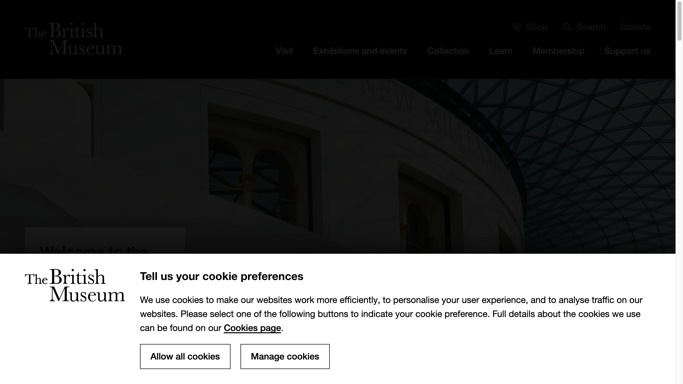 The British
Museum
Shop
Search
Donate
Visit
Exhibitions and events
Collection
Learn
Membership
Support us
NEW MILLEN
Welcome to the
The British
Museum
Tell us your cookie preferences
We use cookies to make our websites work more efficiently, to personalise your user experience, and to analyse traffic on our
websites. Please select one of the following buttons to indicate your cookie preference. Full details about the cookies we use
can be found on our Cookies page.
Allow all cookies
Manage cookies